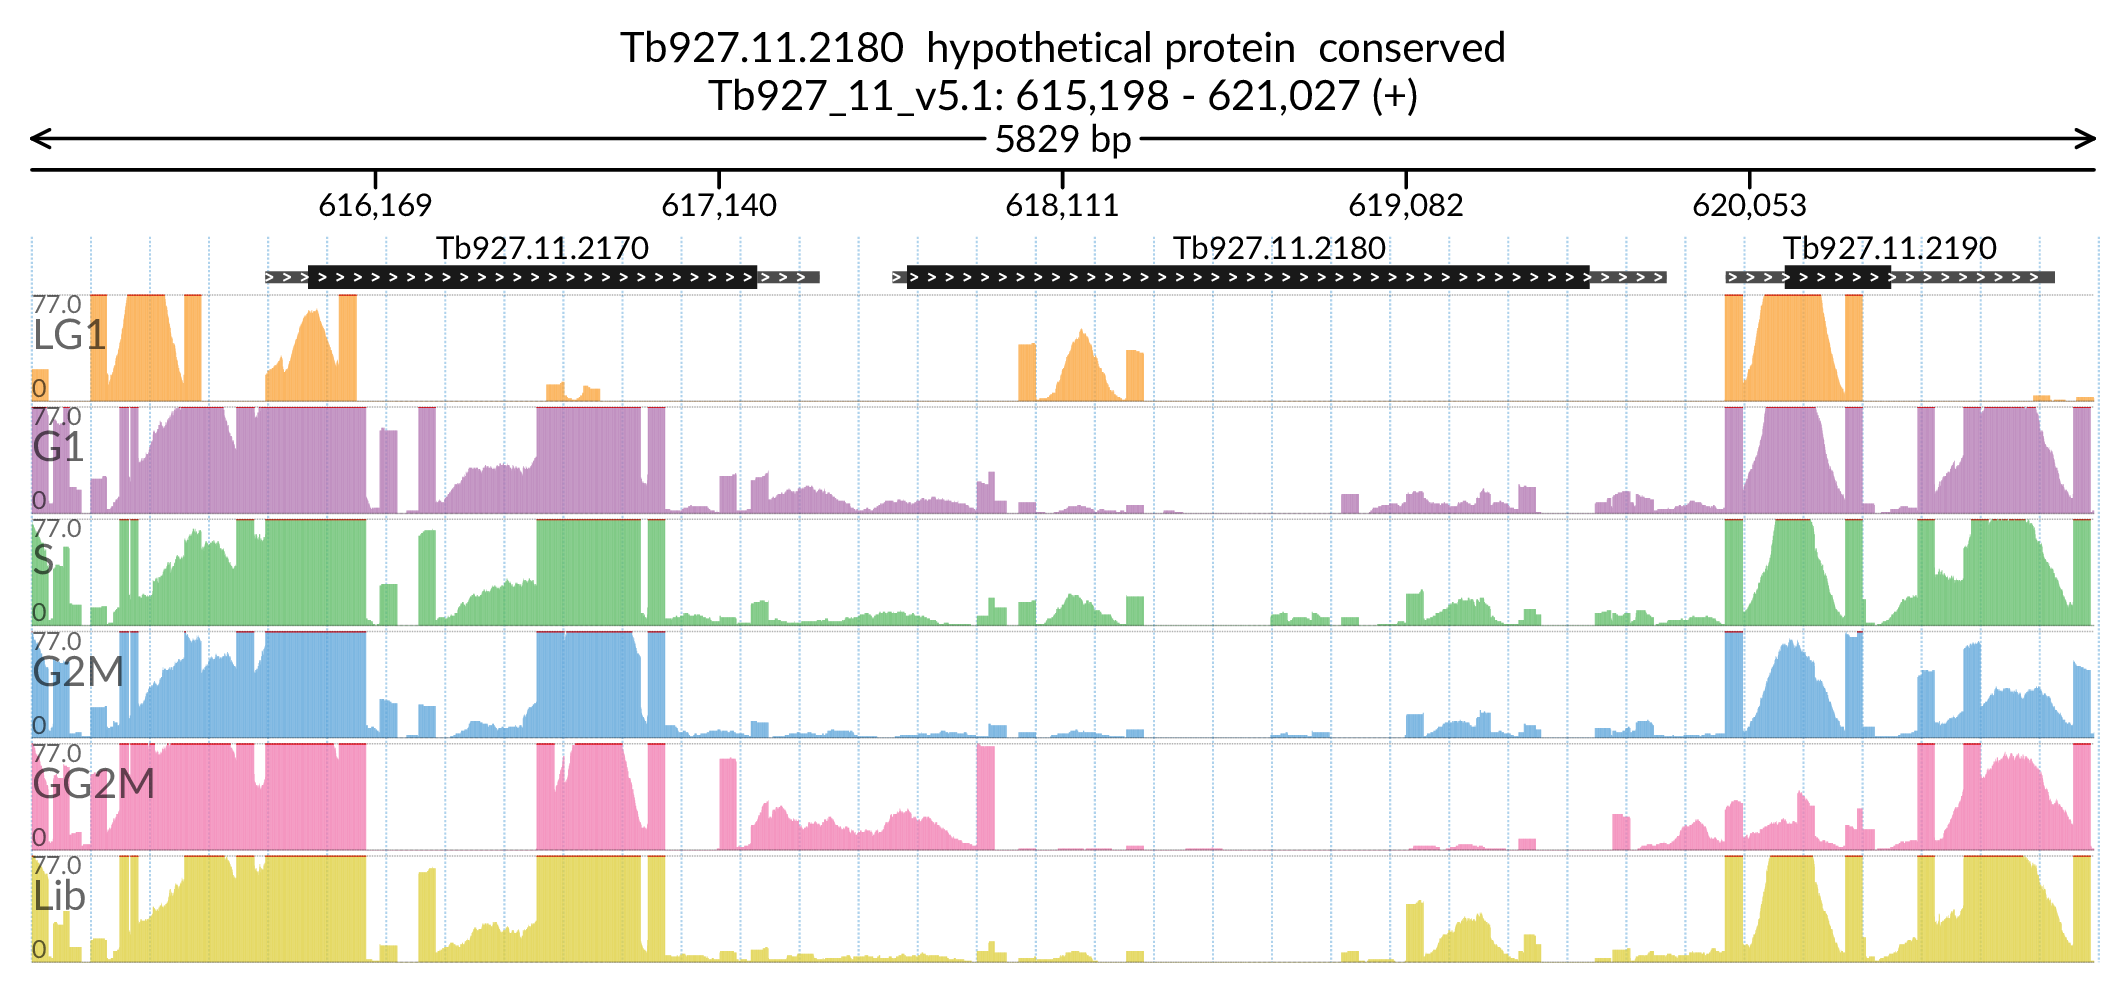 Tb927.11.2180 hypothetical protein conserved
Tb927_11_v5.1: 615,198 - 621,027 (+)
5829 bp
616,169 617,140 618,111 619,082 620,053
Tb927.11.2170 Tb927.11.2180 Tb927.11.2190
77.0
LG1
0
77.0
G1
0
77.0
S
0
77.0
G2M
0
77.0
GG2M
0
77.0
Lib
0